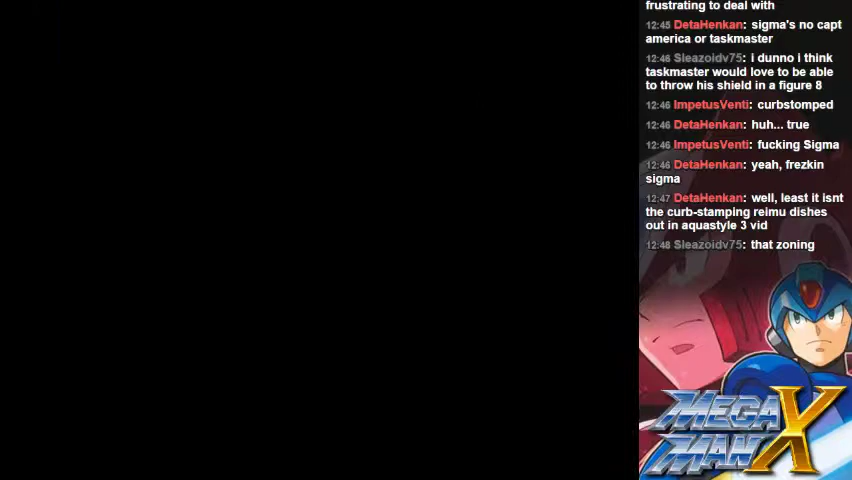 frustrating to deal with
12:45 DetaHenkan: sigma's no capt
america or taskmaster
12:46 Sleazoidv75: i dunno i think
taskmaster would love to be able
to throw his shield in a figure 8
12:46 ImpetusVenti: curbstomped
12:46 DetaHenkan: huh... true
12:46 ImpetusVenti: fucking Sigma
12:46 DetaHenkan: yeah, frezkin
sigma
12:47 DetaHenkan: well, least it isnt
the curb-stamping reimu dishes
out in aquastyle 3 vid
12:48 Sleazoidv75: that zoning
MEGA
MAN X